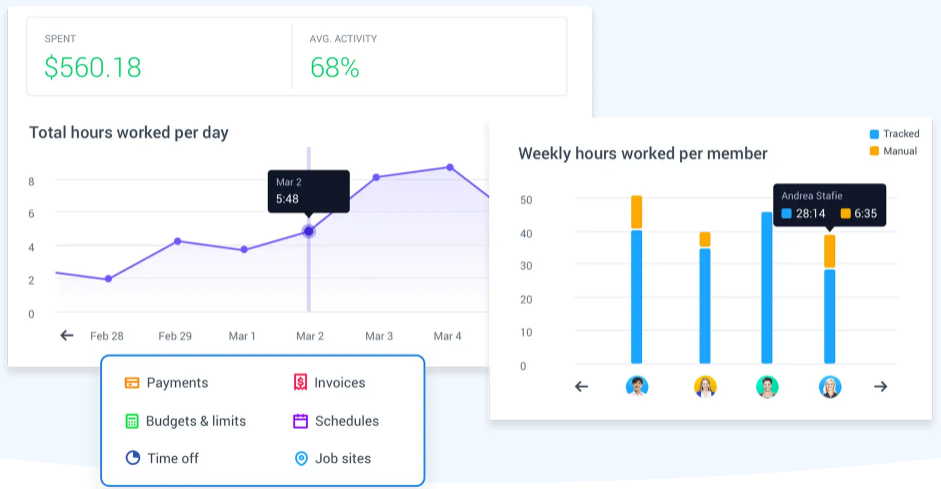 SPENT
$560.18
AVG. ACTIVITY
68%
Total hours worked per day
8
6
4
2
0
Mar 2
5:48
Feb 28
Feb 29
Mar 1
Mar 2
Mar 3
Mar 4
Weekly hours worked per member
Tracked
Manual
50
40
30
20
10
0
Andrea Stafie
28:14 6:35
Payments
Invoices
Budgets & limits
Schedules
Time off
Job sites